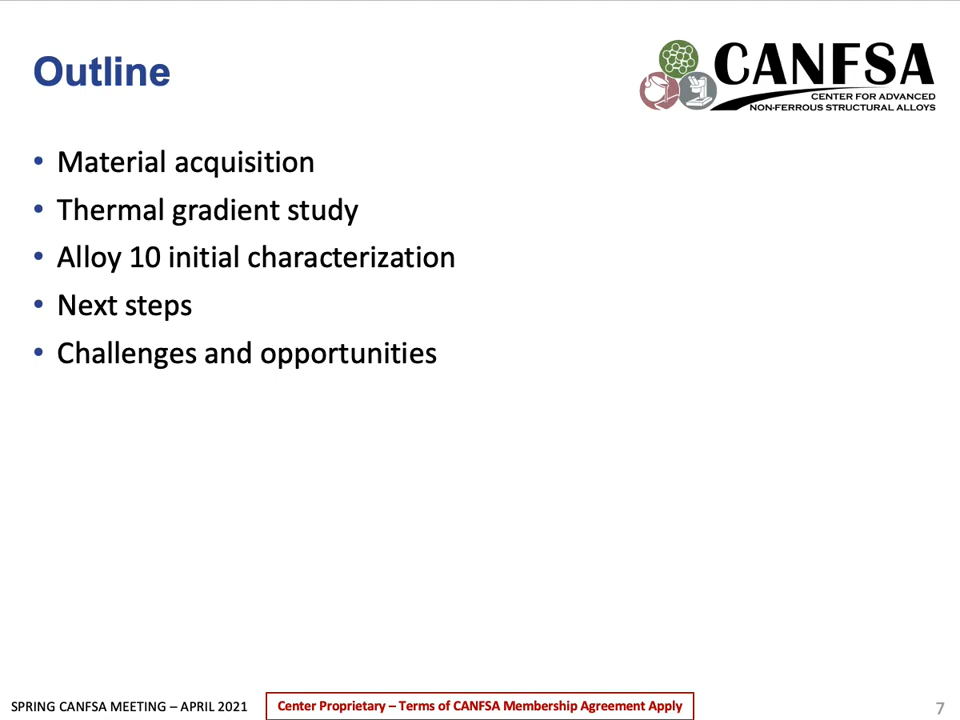 Outline
CANFSA
CENTER FOR ADVANCED
NON-FERROUS STRUCTURAL ALLOYS
• Material acquisition
• Thermal gradient study
• Alloy 10 initial characterization
• Next steps
• Challenges and opportunities
SPRING CANFSA MEETING – APRIL 2021
Center Proprietary – Terms of CANFSA Membership Agreement Apply
7